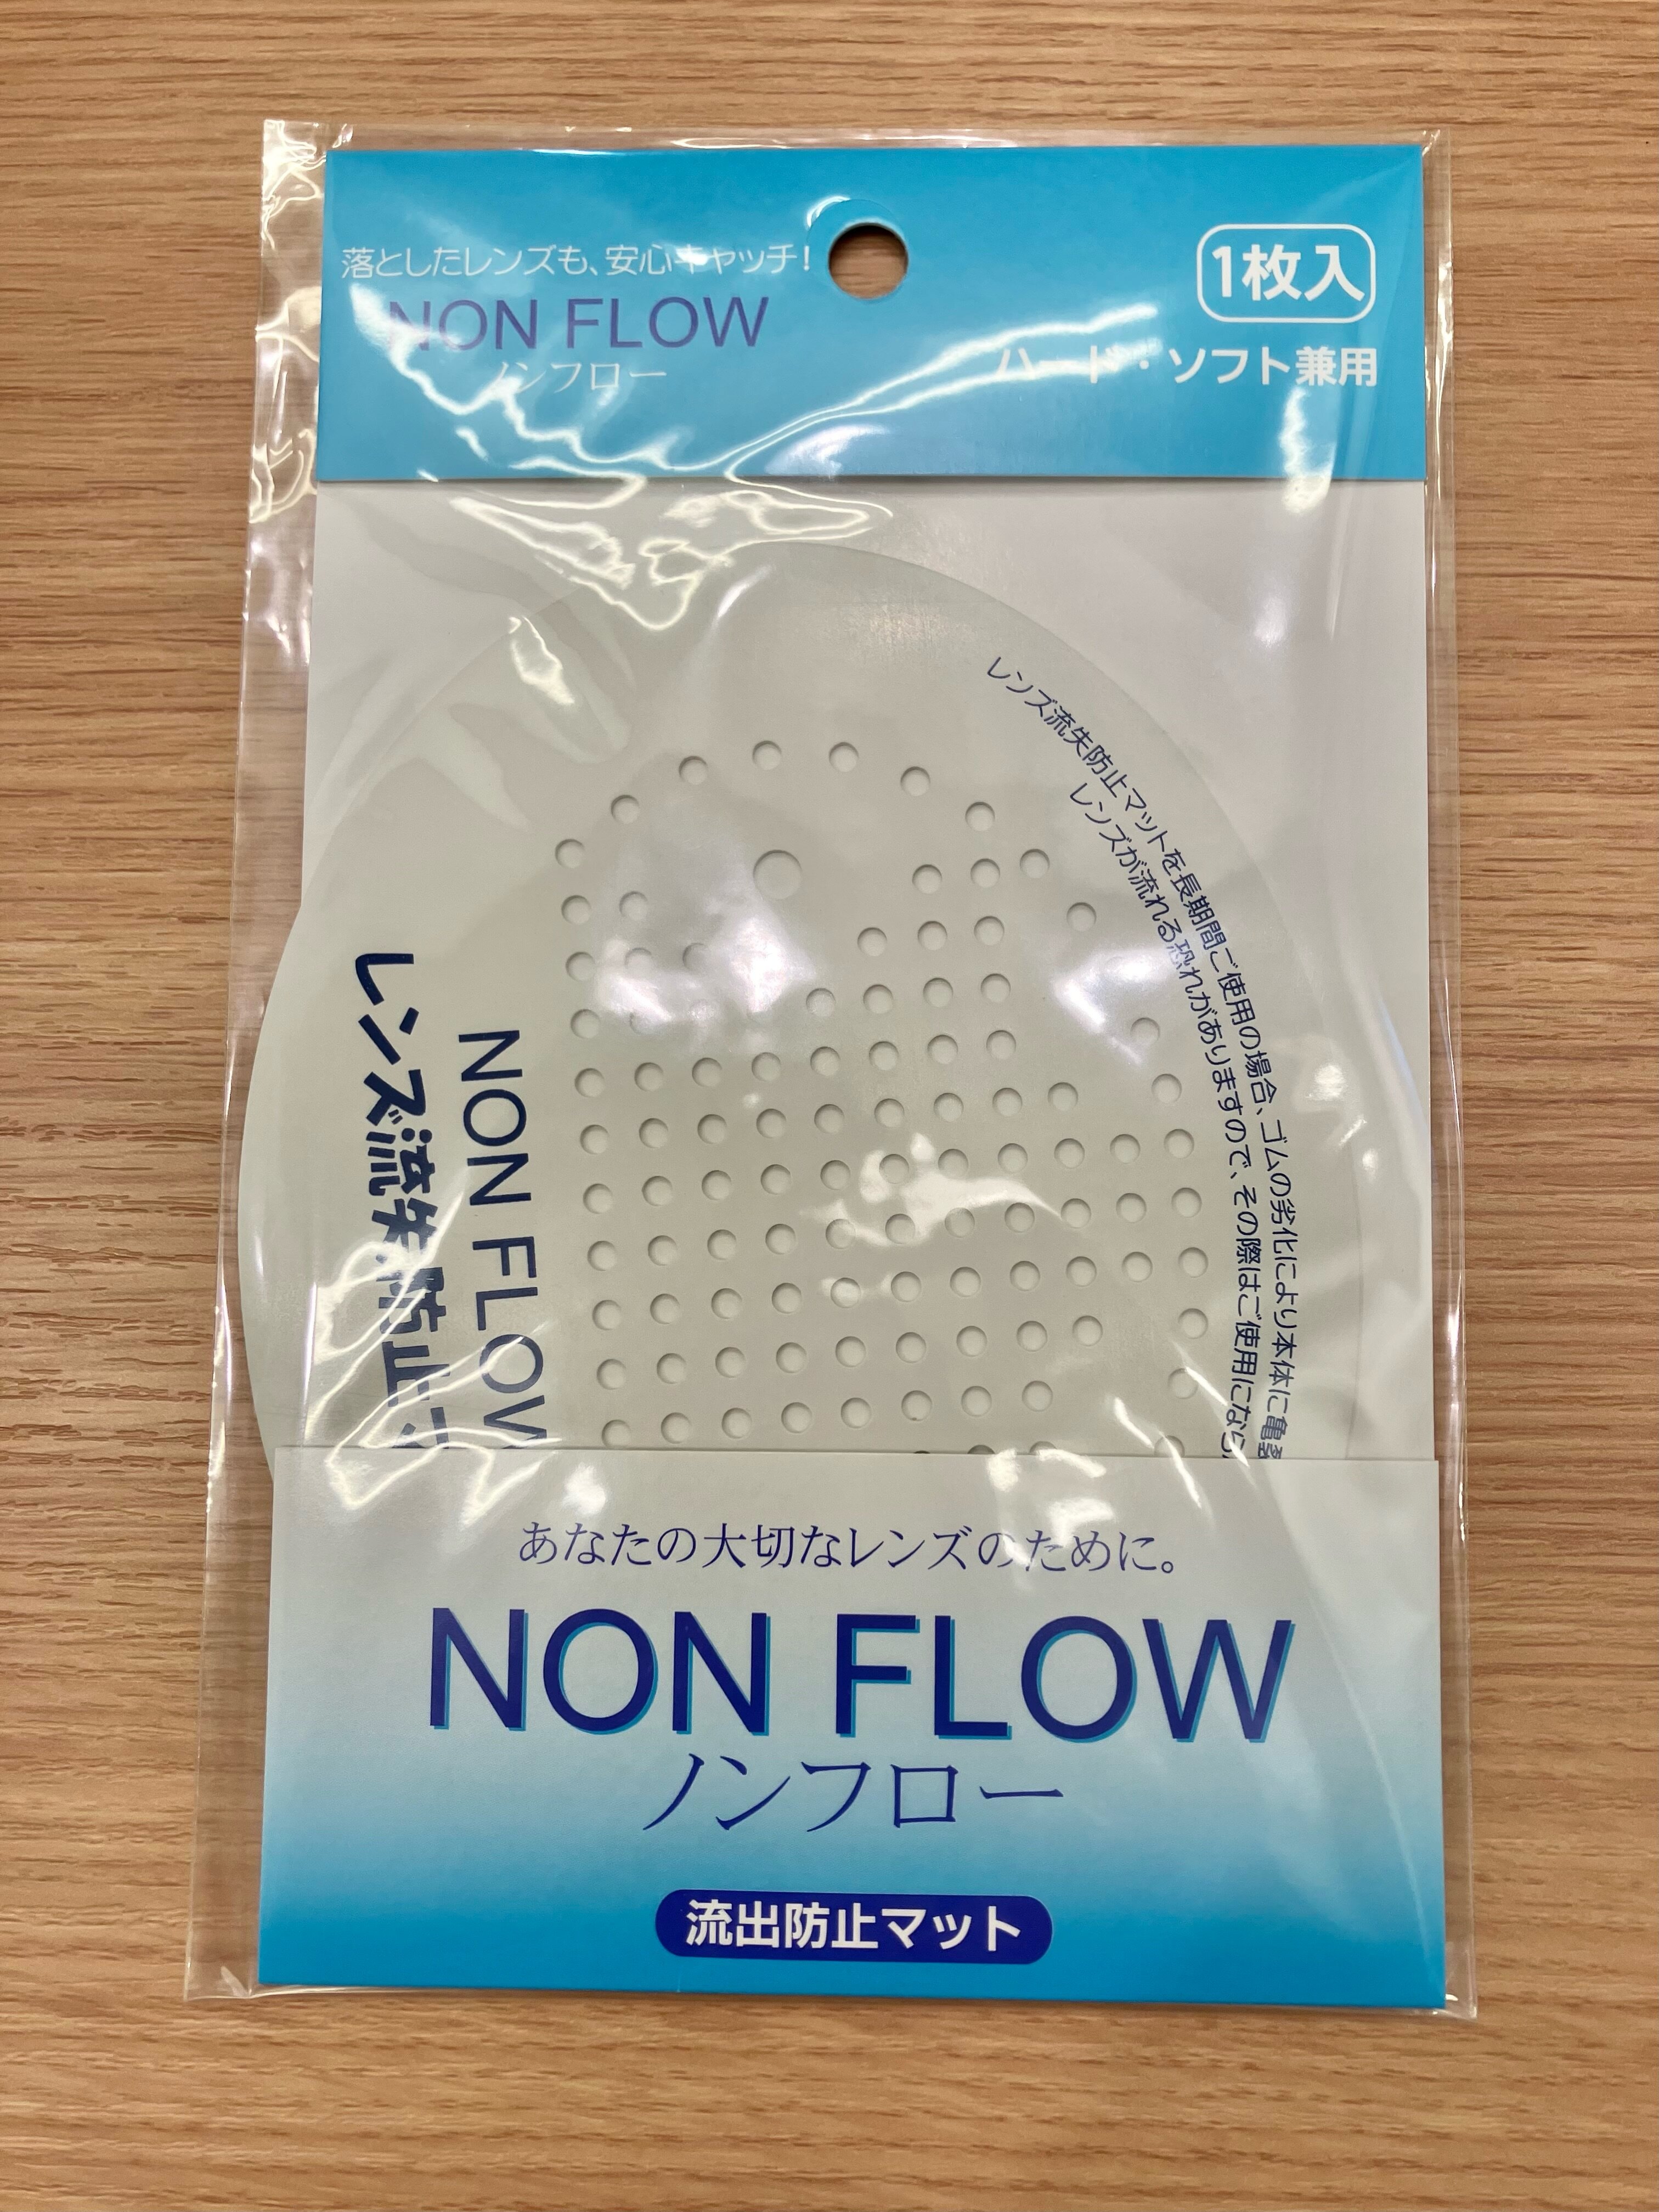 落としたレンズも、安心キャッチ!
NON FLOW
ノンフロー
1枚入
ハード・ソフト兼用
レンズ流失防止マットを長期間ご使用の場合、ゴムの劣化により本体に亀裂
レンズが流れる恐れがありますので、その際はご使用になら
NON FLOW
レンズ流失防止マ
あなたの大切なレンズのために。
NON FLOW
ノンフロー
流出防止マット